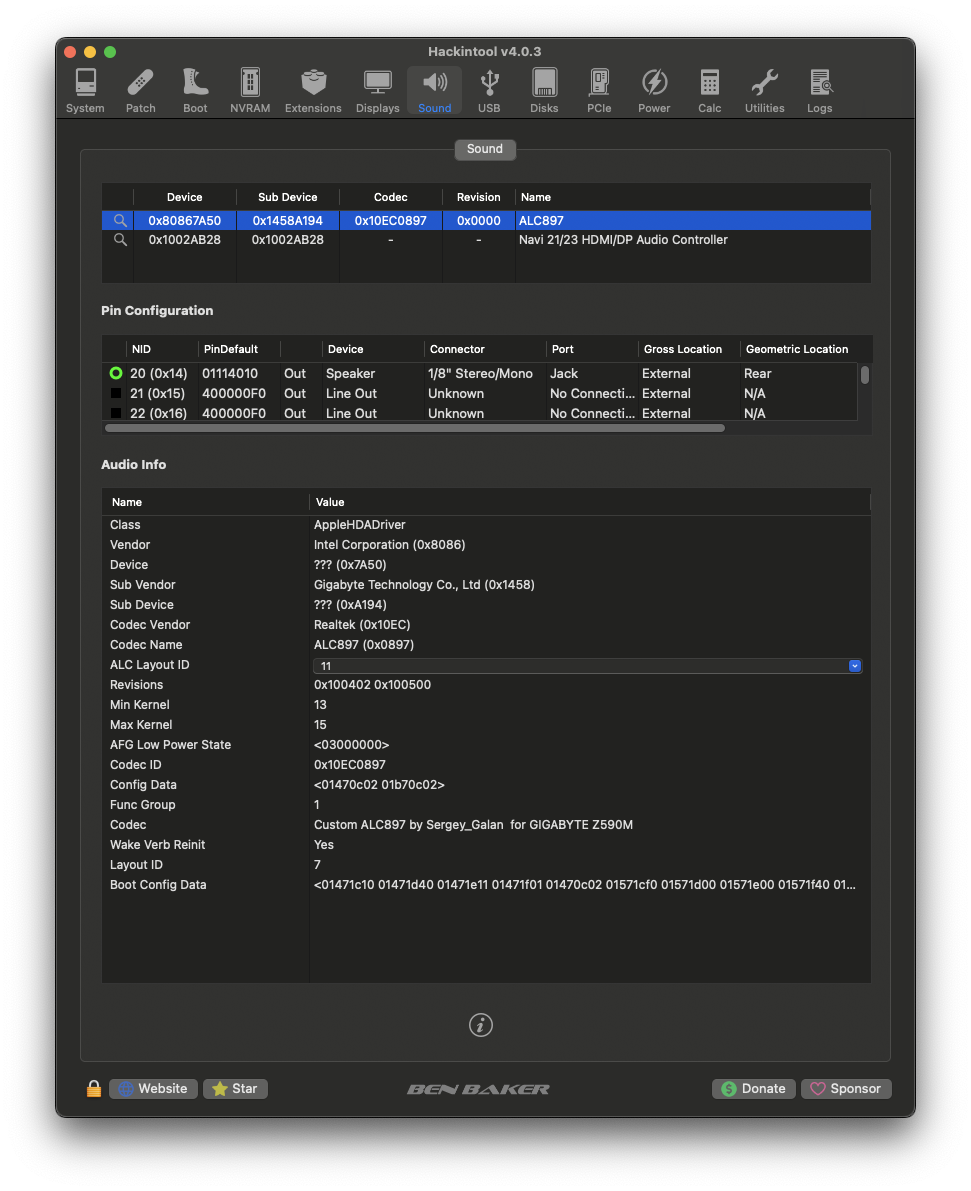 Hackintool v4.0.3
System Patch Boot NVRAM Extensions Displays Sound USB Disks PCIe Power Calc Utilities Logs
Sound
Device Sub Device Codec Revision Name
0x80867A50 0x1458A194 0x10EC0897 0x0000 ALC897
0x1002AB28 0x1002AB28 - - Navi 21/23 HDMI/DP Audio Controller
Pin Configuration
NID PinDefault Device Connector Port Gross Location Geometric Location
20 (0x14) 01114010 Out Speaker 1/8" Stereo/Mono Jack External Rear
21 (0x15) 400000F0 Out Line Out Unknown No Connecti... External N/A
22 (0x16) 400000F0 Out Line Out Unknown No Connecti... External N/A
Audio Info
Name Value
Class AppleHDADriver
Vendor Intel Corporation (0x8086)
Device ??? (0x7A50)
Sub Vendor Gigabyte Technology Co., Ltd (0x1458)
Sub Device ??? (0xA194)
Codec Vendor Realtek (0x10EC)
Codec Name ALC897 (0x0897)
ALC Layout ID 11
Revisions 0x100402 0x100500
Min Kernel 13
Max Kernel 15
AFG Low Power State <03000000>
Codec ID 0x10EC0897
Config Data <01470c02 01b70c02>
Func Group 1
Codec Custom ALC897 by Sergey_Galan for GIGABYTE Z590M
Wake Verb Reinit Yes
Layout ID 7
Boot Config Data <01471c10 01471d40 01471e11 01471f01 01470c02 01571cf0 01571d00 01571e00 01571f40 01...
Website Star BEN BAKER Donate Sponsor